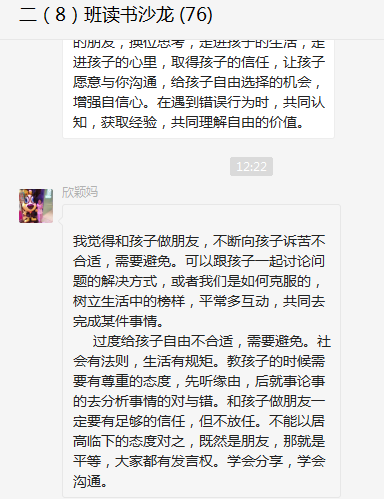 二（8）班读书沙龙 (76)
的朋友，换位思考，走进孩子的生活，走
进孩子的心里，取得孩子的信任，让孩子
愿意与你沟通，给孩子自由选择的机会，
增强自信心。在遇到错误行为时，共同认
知，获取经验，共同理解自由的价值。
12:22
欣颖妈
我觉得和孩子做朋友，不断向孩子诉苦不
合适，需要避免。可以跟孩子一起讨论问
题的解决方式，或者我们是如何克服的，
树立生活中的榜样，平常多互动，共同去
完成某件事情。
过度给孩子自由不合适，需要避免。社
会有法则，生活有规矩。教孩子的时候需
要有尊重的态度，先听缘由，后就事论事
的去分析事情的对与错。和孩子做朋友一
定要有足够的信任，但不放任。不能以居
高临下的态度对之，既然是朋友，那就是
平等，大家都有发言权。学会分享，学会
沟通。